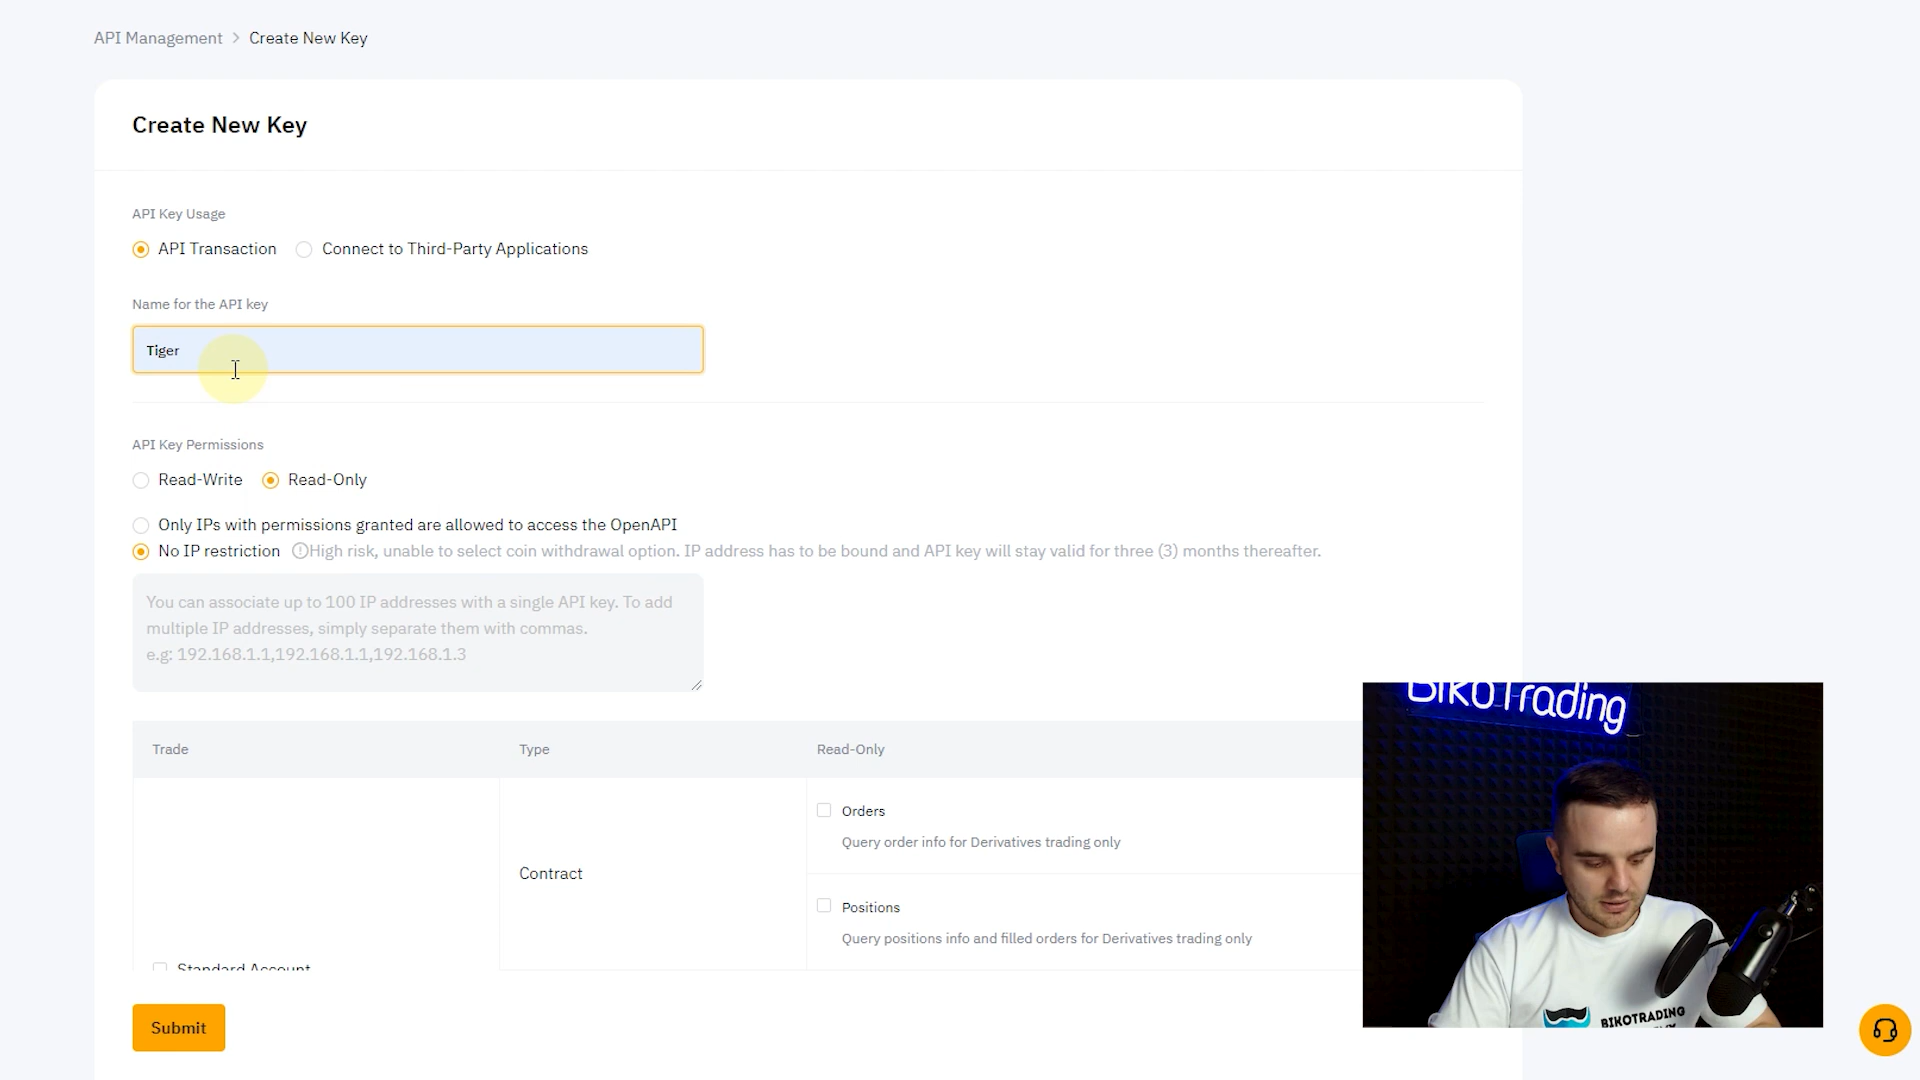 API Management > Create New Key
Create New Key
API Key Usage
API Transaction Connect to Third-Party Applications
Name for the API key
Tiger
API Key Permissions
Read-Write Read-Only
Only IPs with permissions granted are allowed to access the OpenAPI
No IP restriction High risk, unable to select coin withdrawal option. IP address has to be bound and API key will stay valid for three (3) months thereafter.
You can associate up to 100 IP addresses with a single API key. To add
multiple IP addresses, simply separate them with commas.
e.g: 192.168.1.1,192.168.1.1,192.168.1.3
Trade Type Read-Only
Orders
Query order info for Derivatives trading only
Contract
Positions
Query positions info and filled orders for Derivatives trading only
Standard Account
Submit
BikoTrading
BIKOTRADING